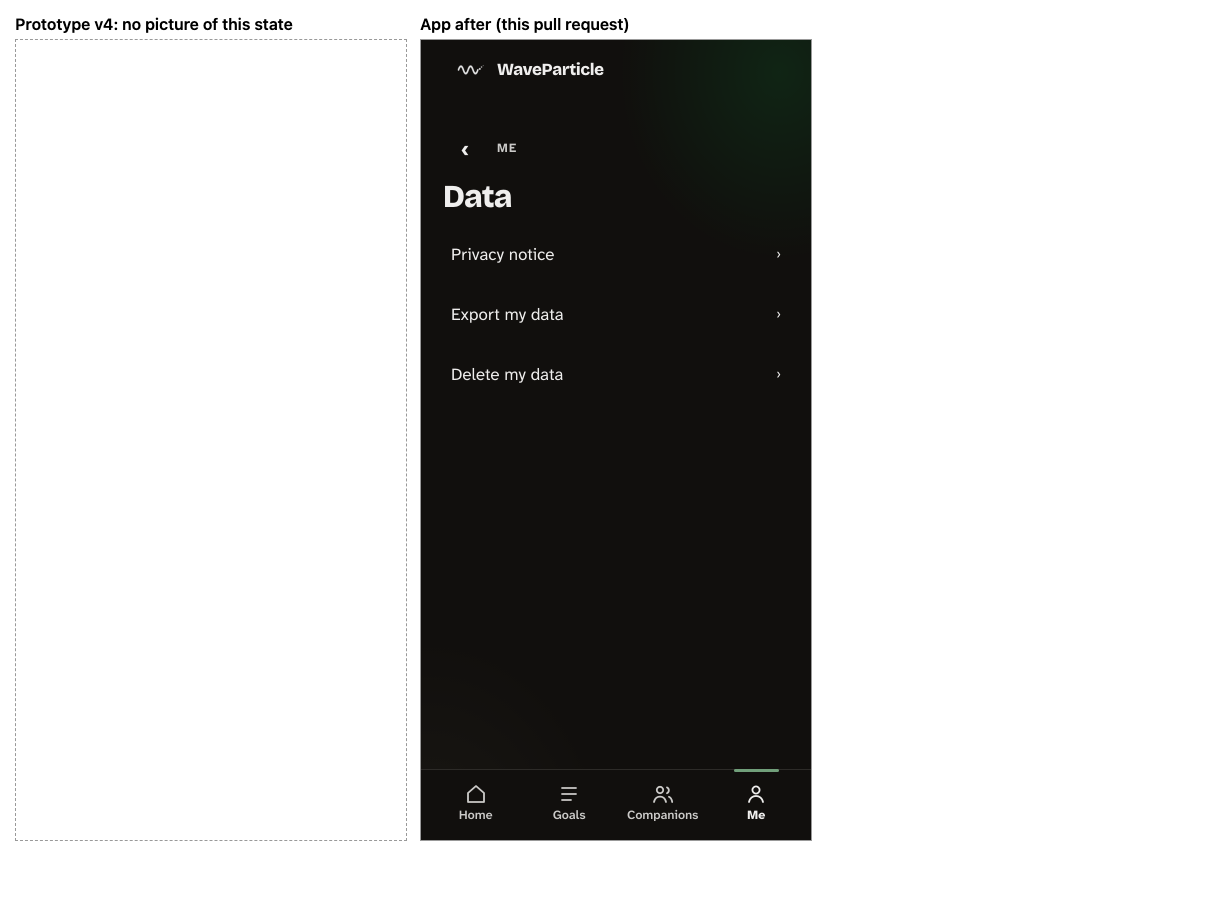 Prototype v4: no picture of this state
App after (this pull request)
WaveParticle
‹ ME
Data
Privacy notice ›
Export my data ›
Delete my data ›
Home
Goals
Companions
Me